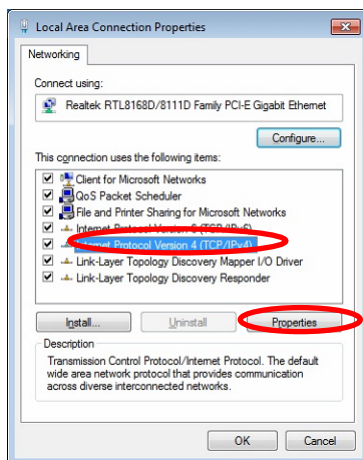 Local Area Connection Properties
Networking
Connect using:
Realtek RTL8168D/8111D Family PCI-E Gigabit Ethernet
Configure...
This connection uses the following items:
Client for Microsoft Networks
QoS Packet Scheduler
File and Printer Sharing for Microsoft Networks
Internet Protocol Version 6 (TCP/IPv6)
Internet Protocol Version 4 (TCP/IPv4)
Link-Layer Topology Discovery Mapper I/O Driver
Link-Layer Topology Discovery Responder
Install... Uninstall Properties
Description
Transmission Control Protocol/Internet Protocol. The default
wide area network protocol that provides communication
across diverse interconnected networks.
OK Cancel